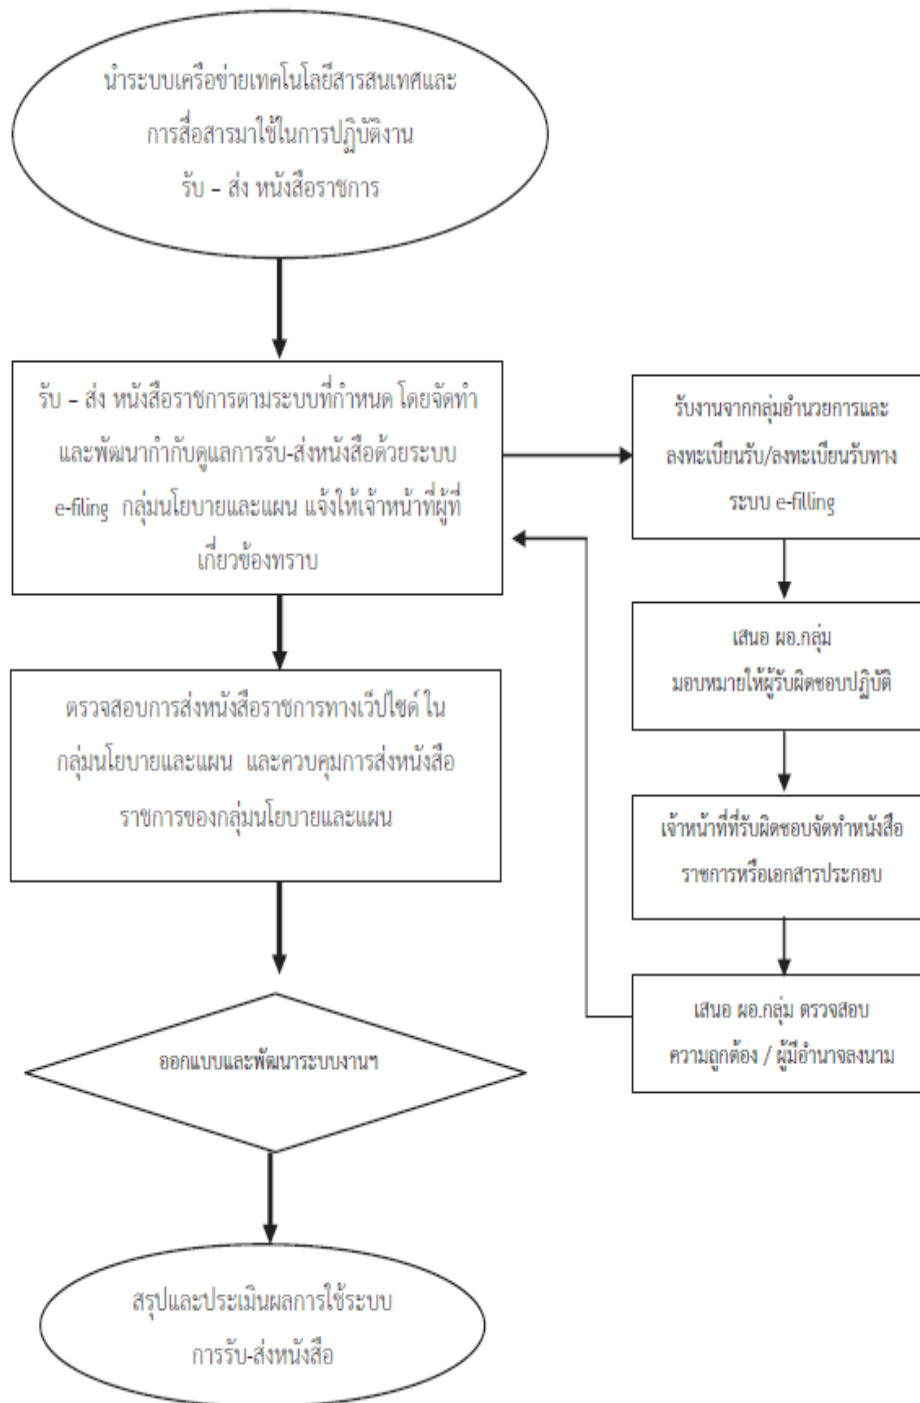 นำระบบเครือข่ายเทคโนโลยีสารสนเทศและ
การสื่อสารมาใช้ในการปฏิบัติงาน
รับ – ส่ง หนังสือราชการ
รับ – ส่ง หนังสือราชการตามระบบที่กำหนด โดยจัดทำ
และพัฒนากำกับดูแลการรับ-ส่งหนังสือด้วยระบบ
e-filing กลุ่มนโยบายและแผน แจ้งให้เจ้าหน้าที่ผู้ที่
เกี่ยวข้องทราบ
รับงานจากกลุ่มอำนวยการและ
ลงทะเบียนรับ/ลงทะเบียนรับทาง
ระบบ e-filling
เสนอ ผอ.กลุ่ม
มอบหมายให้ผู้รับผิดชอบปฏิบัติ
เจ้าหน้าที่ที่รับผิดชอบจัดทำหนังสือ
ราชการหรือเอกสารประกอบ
เสนอ ผอ.กลุ่ม ตรวจสอบ
ความถูกต้อง / ผู้มีอำนาจลงนาม
ตรวจสอบการส่งหนังสือราชการทางเว็ปไซด์ ใน
กลุ่มนโยบายและแผน และควบคุมการส่งหนังสือ
ราชการของกลุ่มนโยบายและแผน
ออกแบบและพัฒนาระบบงานฯ
สรุปและประเมินผลการใช้ระบบ
การรับ-ส่งหนังสือ